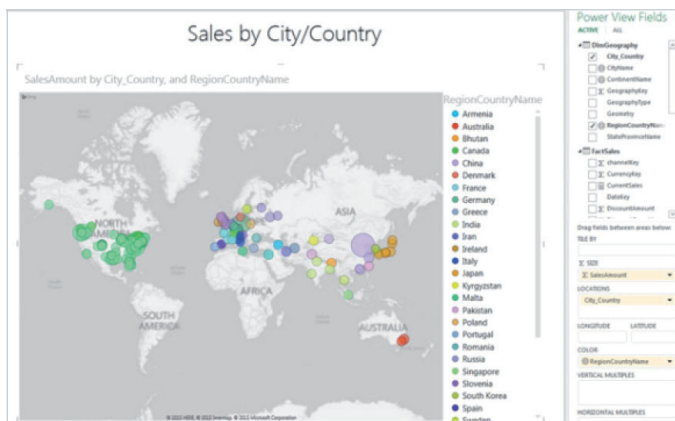 Sales by City/Country
SalesAmount by City_Country, and RegionCountryName
NORTH AMERICA
SOUTH AMERICA
AFRICA
ASIA
AUSTRALIA
RegionCountryName
Armenia
Australia
Bhutan
Canada
China
Denmark
France
Germany
Greece
India
Iran
Ireland
Italy
Japan
Kyrgyzstan
Malta
Pakistan
Poland
Portugal
Romania
Russia
Singapore
Slovenia
South Korea
Spain
Sweden
Power View Fields
ACTIVE ALL
DimGeography
City_Country
CityName
ContinentName
Σ GeographyKey
GeographyType
Geometry
RegionCountryName
StateProvinceName
FactSales
Σ channelKey
Σ CurrencyKey
CurrentSales
DateKey
Σ DiscountAmount
Drag fields between areas below:
TILE BY
Σ SIZE
Σ SalesAmount
LOCATIONS
City_Country
LONGITUDE LATITUDE
COLOR
RegionCountryName
VERTICAL MULTIPLES
HORIZONTAL MULTIPLES